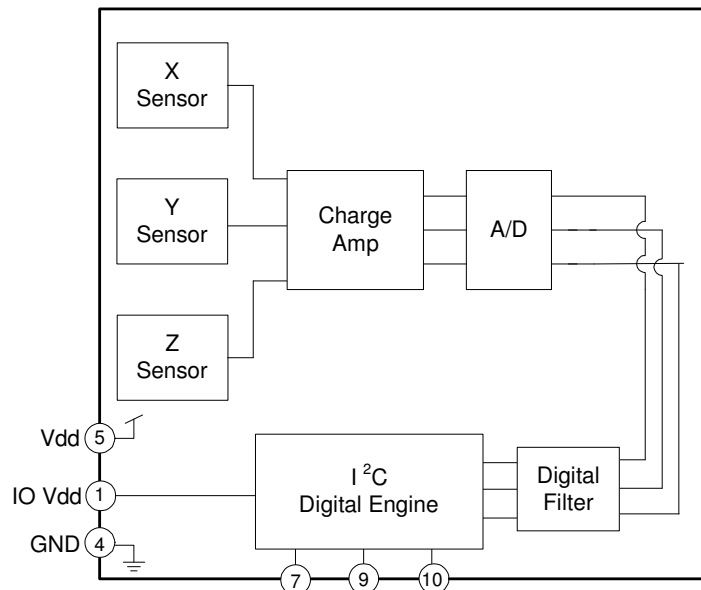 X
Sensor
Y
Sensor
Z
Sensor
Charge
Amp
A/D
Vdd
5
IO Vdd
1
GND
4
I ²C
Digital Engine
Digital
Filter
7
9
10